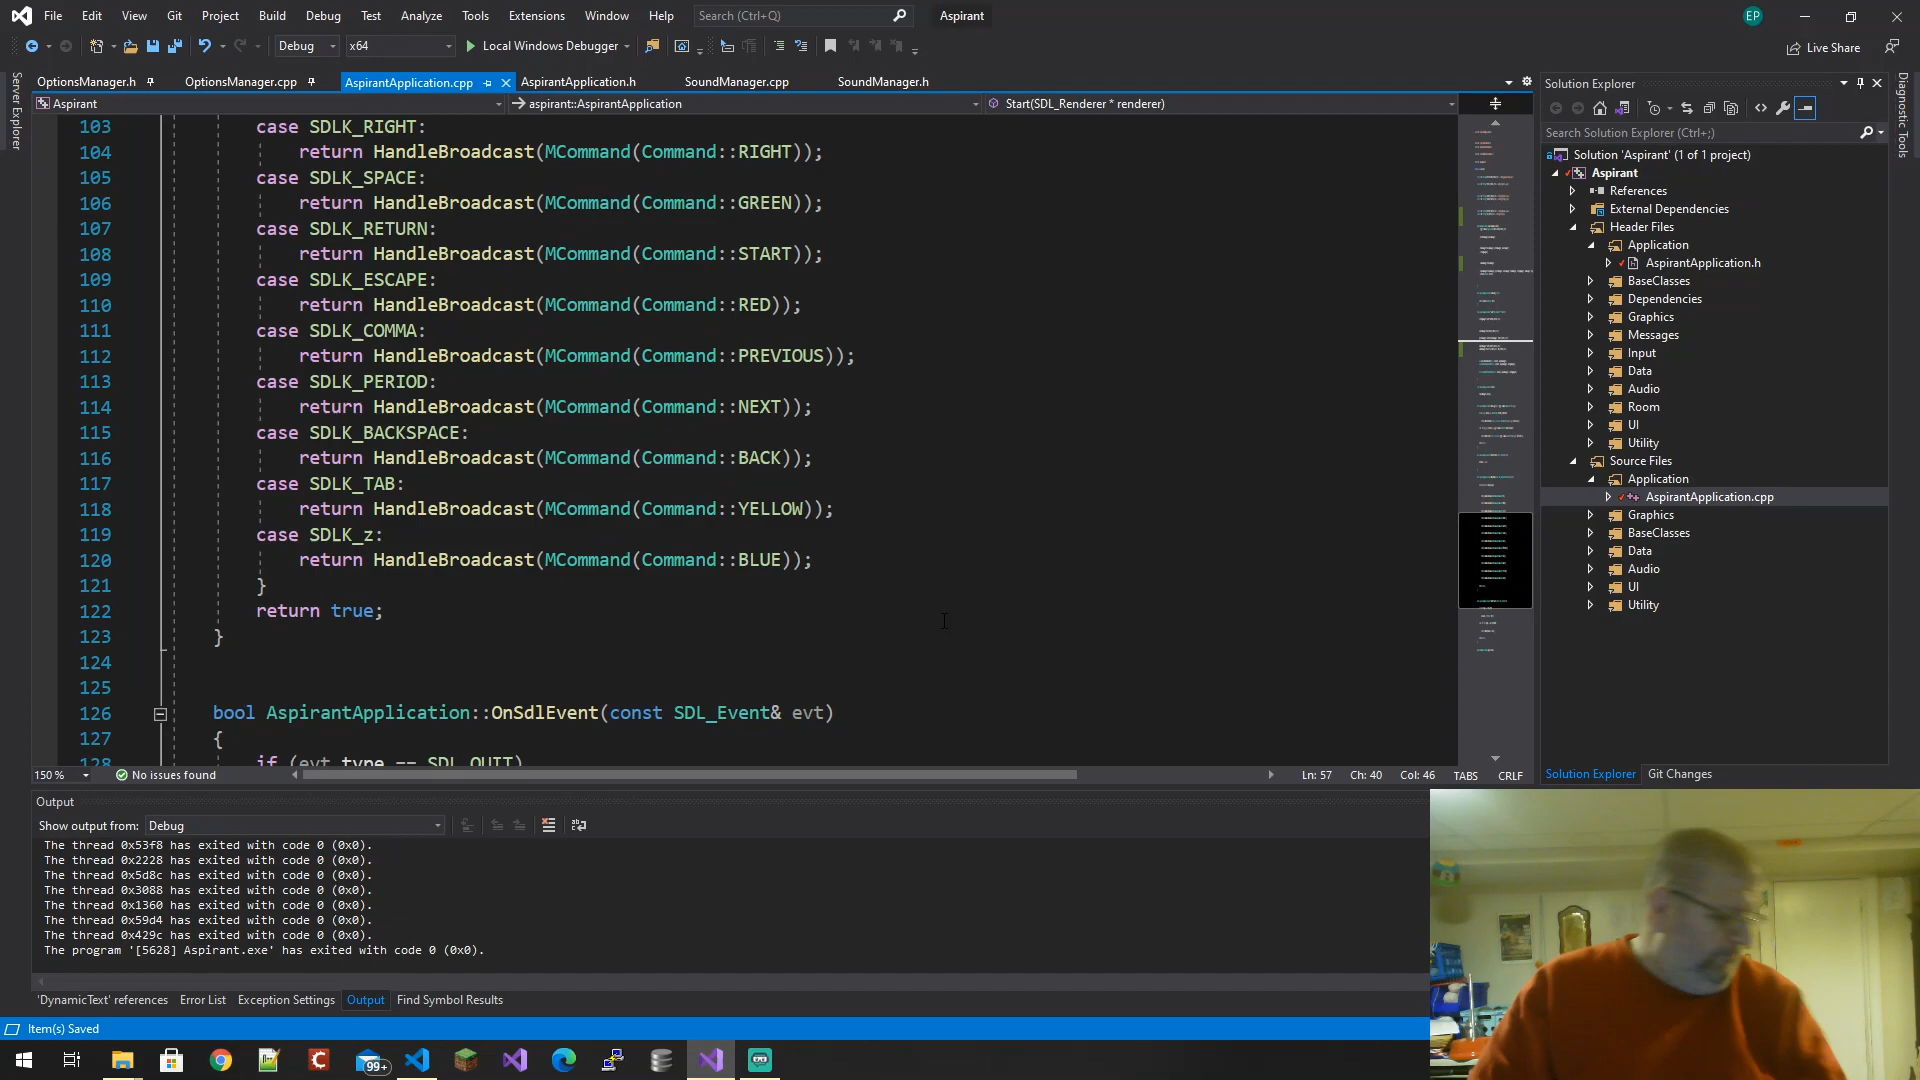 File Edit View Git Project Build Debug Test Analyze Tools Extensions Window Help Search (Ctrl+Q) Aspirant EP
Debug x64 Local Windows Debugger Live Share
OptionsManager.h OptionsManager.cpp AspirantApplication.cpp AspirantApplication.h SoundManager.cpp SoundManager.h
Aspirant aspirant::AspirantApplication Start(SDL_Renderer * renderer)
Server Explorer
103 case SDLK_RIGHT:
104 return HandleBroadcast(MCommand(Command::RIGHT));
105 case SDLK_SPACE:
106 return HandleBroadcast(MCommand(Command::GREEN));
107 case SDLK_RETURN:
108 return HandleBroadcast(MCommand(Command::START));
109 case SDLK_ESCAPE:
110 return HandleBroadcast(MCommand(Command::RED));
111 case SDLK_COMMA:
112 return HandleBroadcast(MCommand(Command::PREVIOUS));
113 case SDLK_PERIOD:
114 return HandleBroadcast(MCommand(Command::NEXT));
115 case SDLK_BACKSPACE:
116 return HandleBroadcast(MCommand(Command::BACK));
117 case SDLK_TAB:
118 return HandleBroadcast(MCommand(Command::YELLOW));
119 case SDLK_z:
120 return HandleBroadcast(MCommand(Command::BLUE));
121 }
122 return true;
123 }
124
125
126 bool AspirantApplication::OnSdlEvent(const SDL_Event& evt)
127 {
128 if (evt.type == SDL_QUIT)
150 % No issues found Ln: 57 Ch: 40 Col: 46 TABS CRLF
Solution Explorer
Search Solution Explorer (Ctrl+;)
Solution 'Aspirant' (1 of 1 project)
Aspirant
References
External Dependencies
Header Files
Application
AspirantApplication.h
BaseClasses
Dependencies
Graphics
Messages
Input
Data
Audio
Room
UI
Utility
Source Files
Application
AspirantApplication.cpp
Graphics
BaseClasses
Data
Audio
UI
Utility
Solution Explorer Git Changes
Diagnostic Tools
Output
Show output from: Debug
The thread 0x53f8 has exited with code 0 (0x0).
The thread 0x2228 has exited with code 0 (0x0).
The thread 0x5d8c has exited with code 0 (0x0).
The thread 0x3088 has exited with code 0 (0x0).
The thread 0x1360 has exited with code 0 (0x0).
The thread 0x59d4 has exited with code 0 (0x0).
The thread 0x429c has exited with code 0 (0x0).
The program '[5628] Aspirant.exe' has exited with code 0 (0x0).
'DynamicText' references Error List Exception Settings Output Find Symbol Results
Item(s) Saved
99+